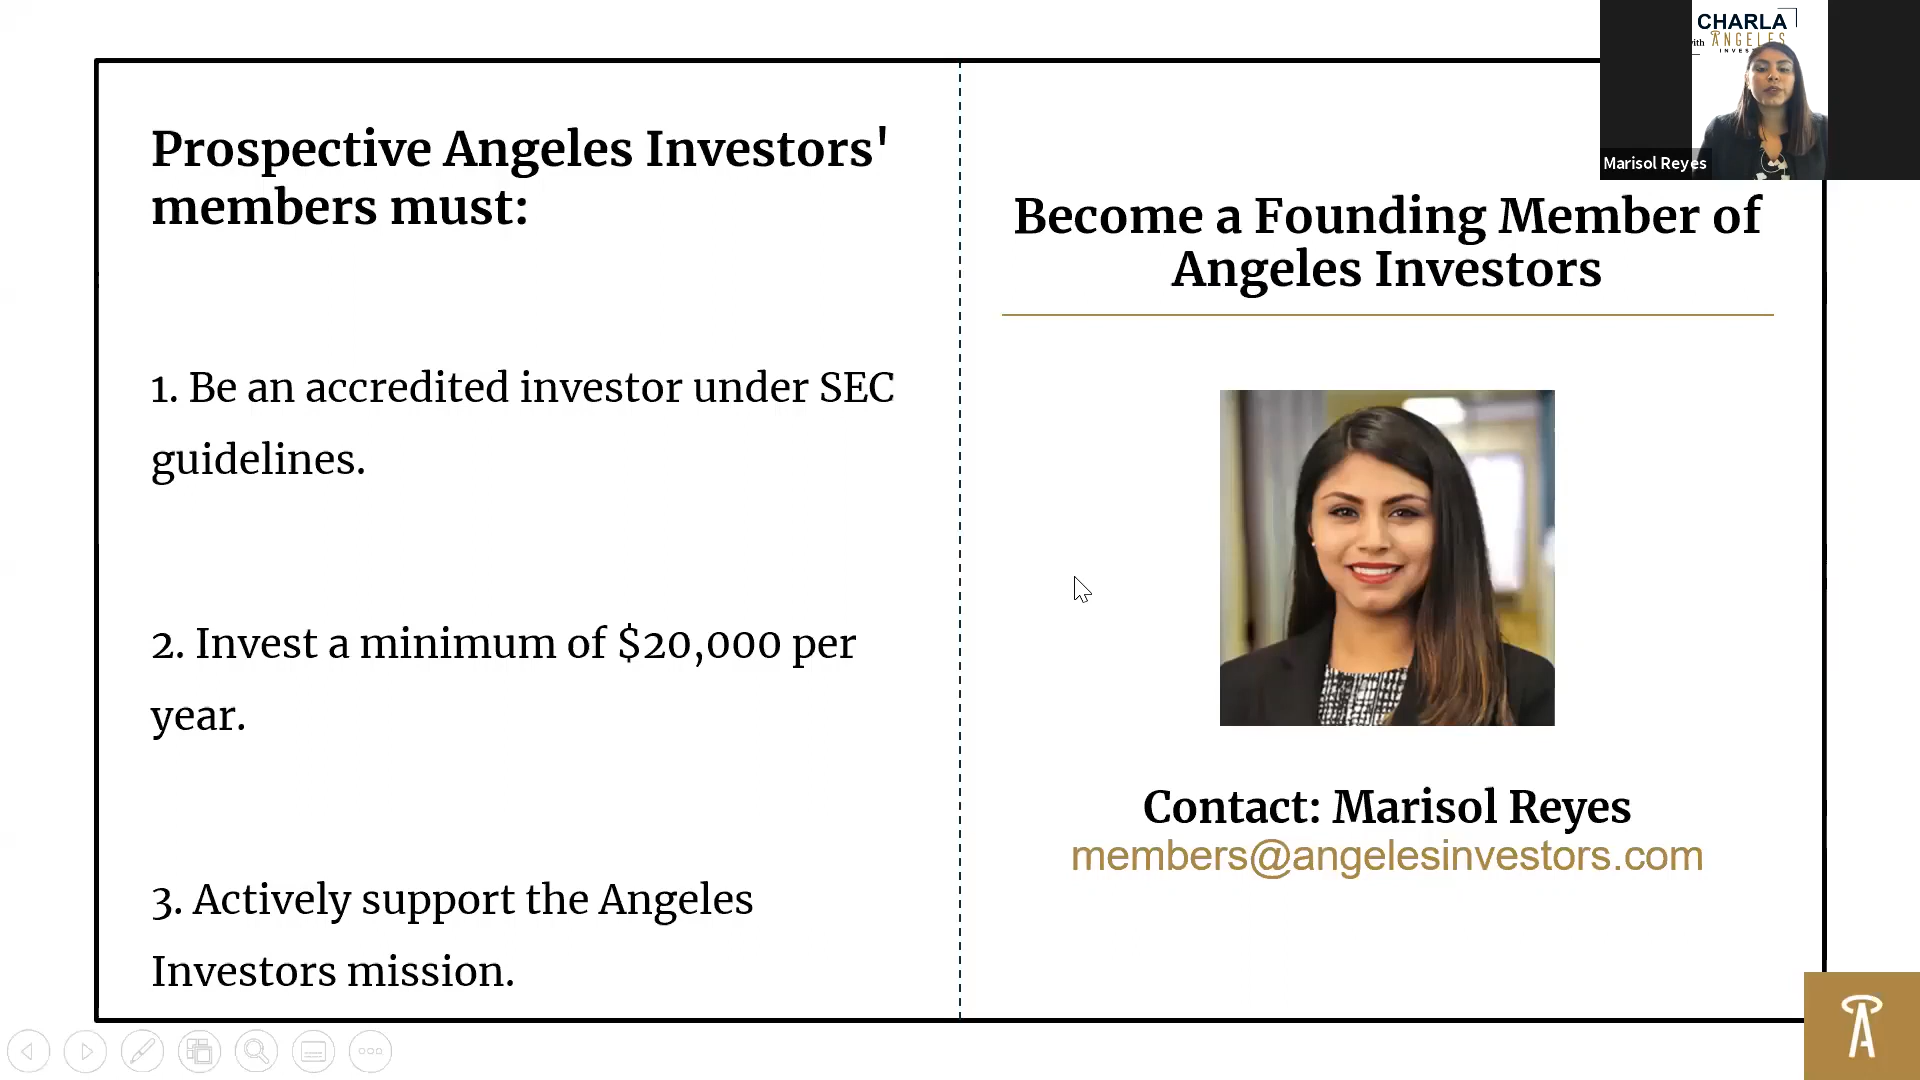 Prospective Angeles Investors'
members must:
1. Be an accredited investor under SEC
guidelines.
2. Invest a minimum of $20,000 per
year.
3. Actively support the Angeles
Investors mission.
Become a Founding Member of
Angeles Investors
Contact: Marisol Reyes
members@angelesinvestors.com
CHARLA
with ANGELES
Marisol Reyes